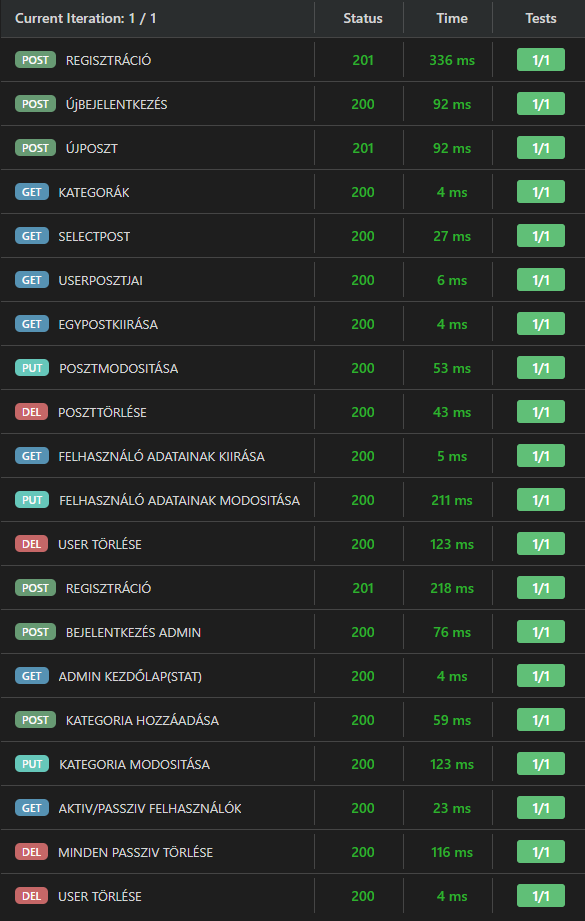 Current Iteration: 1 / 1 Status Time Tests
POST REGISZTRÁCIÓ 201 336 ms 1/1
POST ÚjBEJELENTKEZÉS 200 92 ms 1/1
POST ÚJPOSZT 201 92 ms 1/1
GET KATEGORÁK 200 4 ms 1/1
GET SELECTPOST 200 27 ms 1/1
GET USERPOSZTJAI 200 6 ms 1/1
GET EGYPOSTKIIRÁSA 200 4 ms 1/1
PUT POSZTMODOSITÁSA 200 53 ms 1/1
DEL POSZTTÖRLÉSE 200 43 ms 1/1
GET FELHASZNÁLÓ ADATAINAK KIIRÁSA 200 5 ms 1/1
PUT FELHASZNÁLÓ ADATAINAK MODOSITÁSA 200 211 ms 1/1
DEL USER TÖRLÉSE 200 123 ms 1/1
POST REGISZTRÁCIÓ 201 218 ms 1/1
POST BEJELENTKEZÉS ADMIN 200 76 ms 1/1
GET ADMIN KEZDŐLAP(STAT) 200 4 ms 1/1
POST KATEGORIA HOZZÁADÁSA 200 59 ms 1/1
PUT KATEGORIA MODOSITÁSA 200 123 ms 1/1
GET AKTIV/PASSZIV FELHASZNÁLÓK 200 23 ms 1/1
DEL MINDEN PASSZIV TÖRLÉSE 200 116 ms 1/1
DEL USER TÖRLÉSE 200 4 ms 1/1